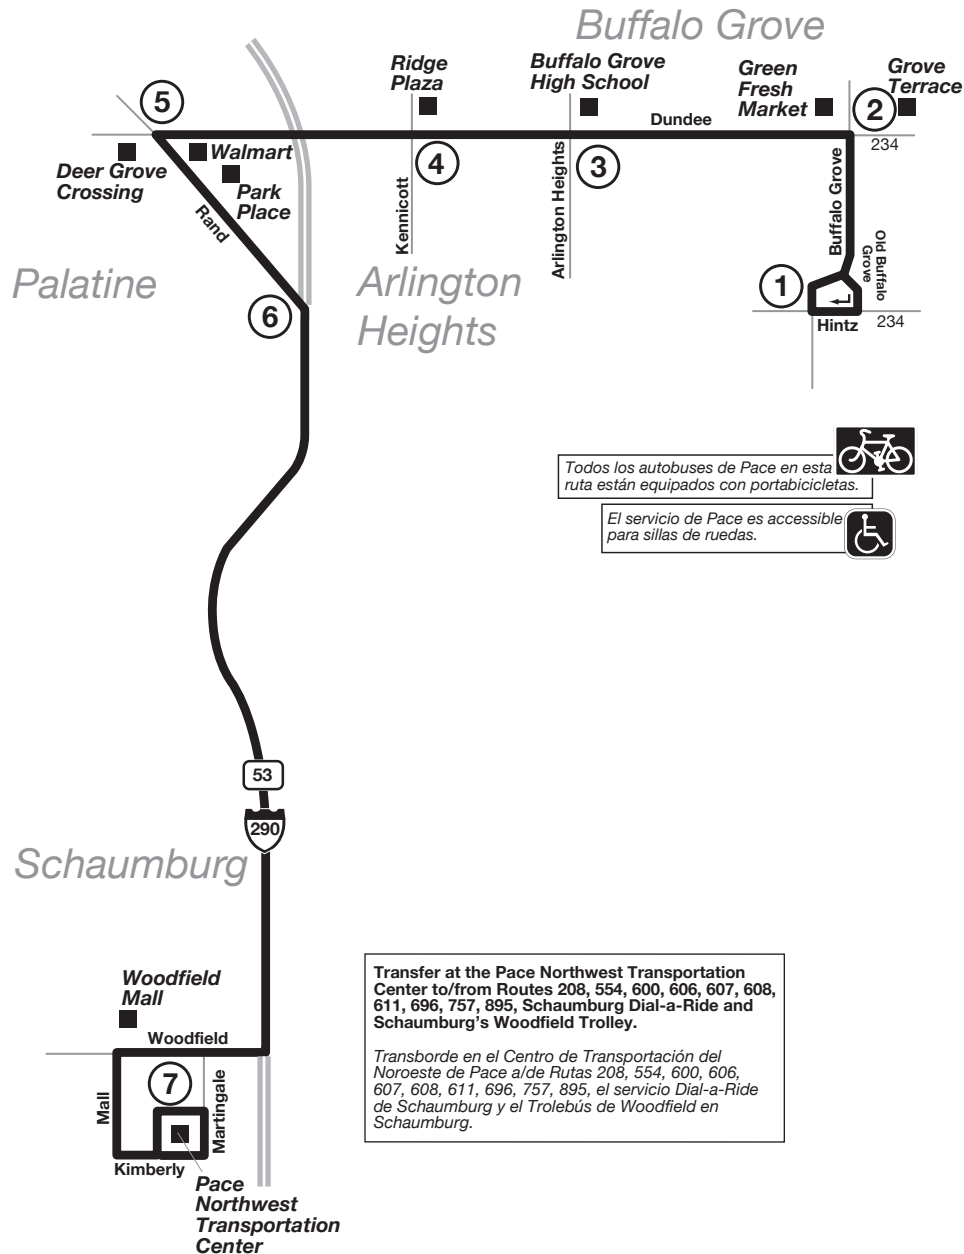 Buffalo Grove
Ridge
Plaza
Buffalo Grove
High School
Green
Fresh
Market
Grove
Terrace
5
2
Dundee
234
Walmart
Deer Grove
Crossing
Park
Place
4
3
Rand
Kennicott
Arlington Heights
Buffalo Grove
Old Buffalo
Grove
Palatine
Arlington
Heights
1
6
Hintz
234
Todos los autobuses de Pace en esta
ruta están equipados con portabicicletas.
El servicio de Pace es accessible
para sillas de ruedas.
53
290
Schaumburg
Woodfield
Mall
Woodfield
7
Mall
Martingale
Kimberly
Pace
Northwest
Transportation
Center
Transfer at the Pace Northwest Transportation
Center to/from Routes 208, 554, 600, 606, 607, 608,
611, 696, 757, 895, Schaumburg Dial-a-Ride and
Schaumburg's Woodfield Trolley.
Transborde en el Centro de Transportación del
Noroeste de Pace a/de Rutas 208, 554, 600, 606,
607, 608, 611, 696, 757, 895, el servicio Dial-a-Ride
de Schaumburg y el Trolebús de Woodfield en
Schaumburg.